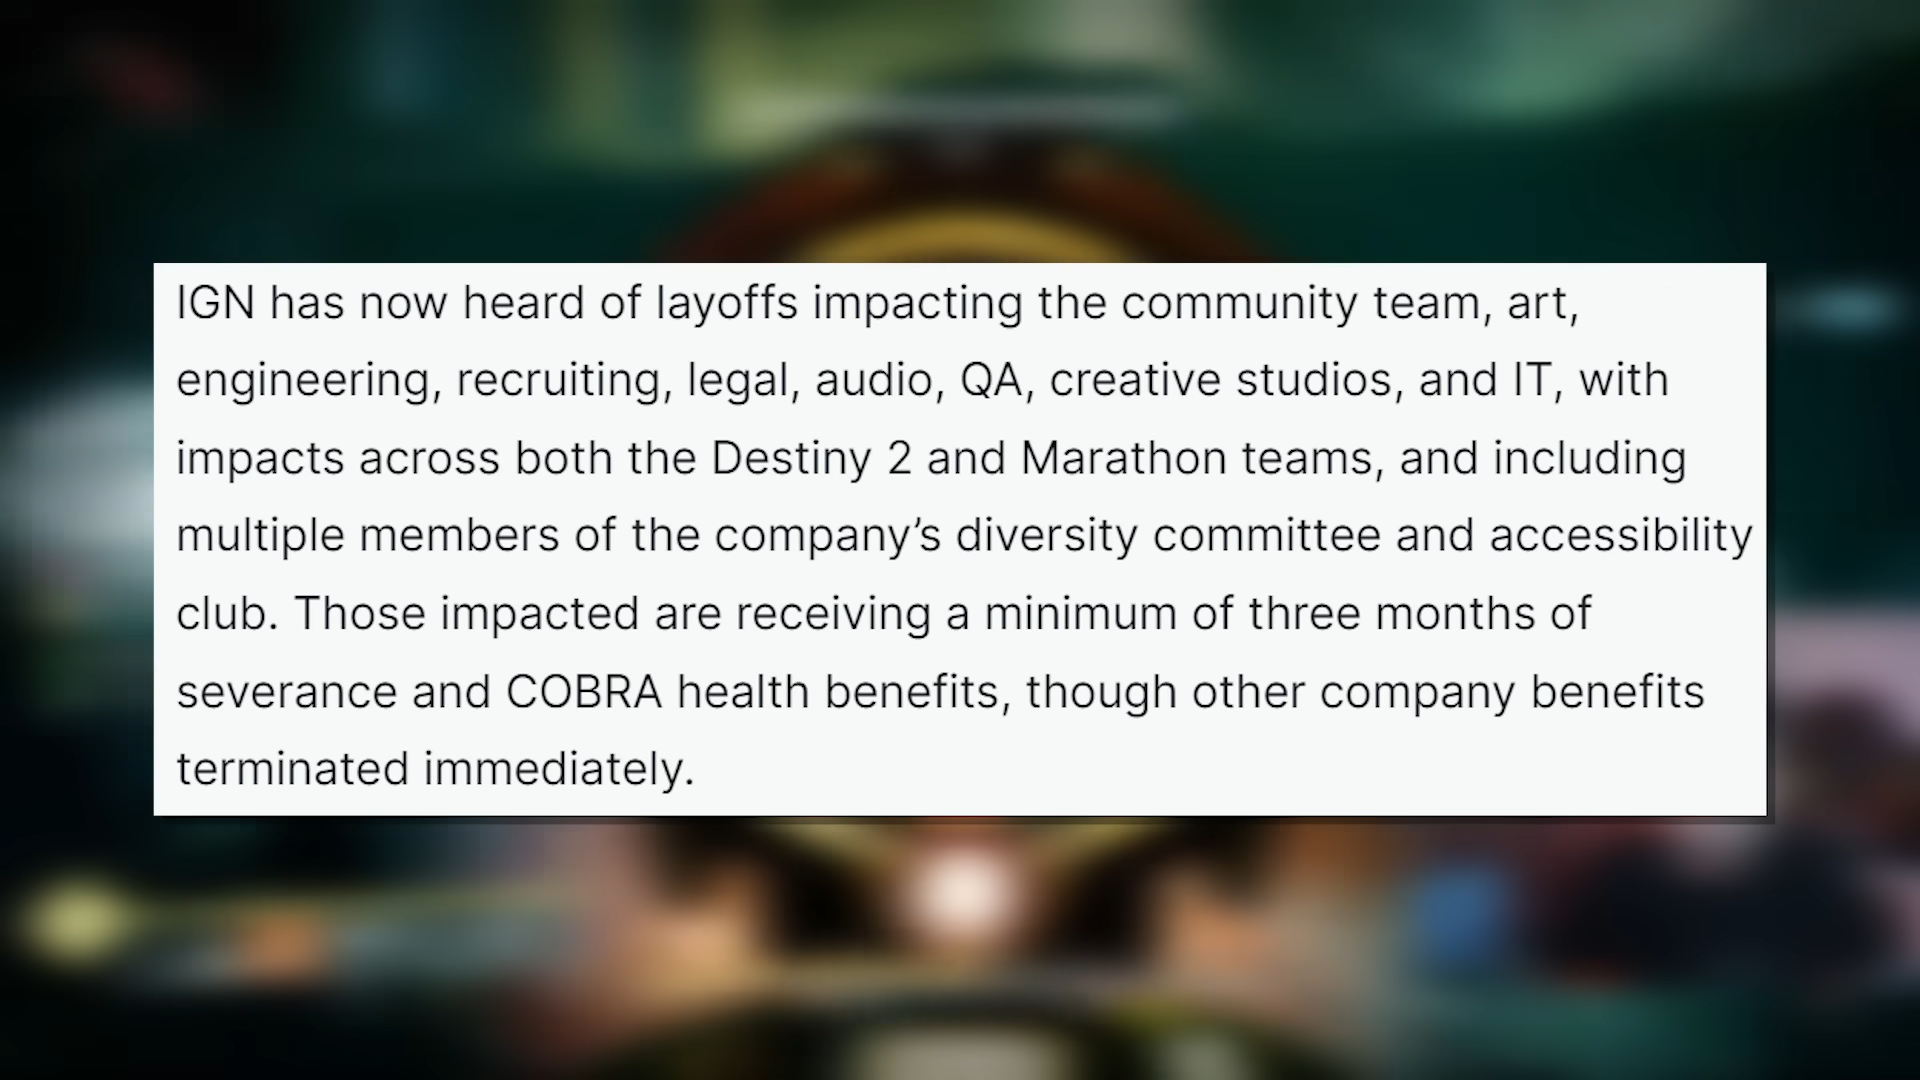 IGN has now heard of layoffs impacting the community team, art,
engineering, recruiting, legal, audio, QA, creative studios, and IT, with
impacts across both the Destiny 2 and Marathon teams, and including
multiple members of the company’s diversity committee and accessibility
club. Those impacted are receiving a minimum of three months of
severance and COBRA health benefits, though other company benefits
terminated immediately.